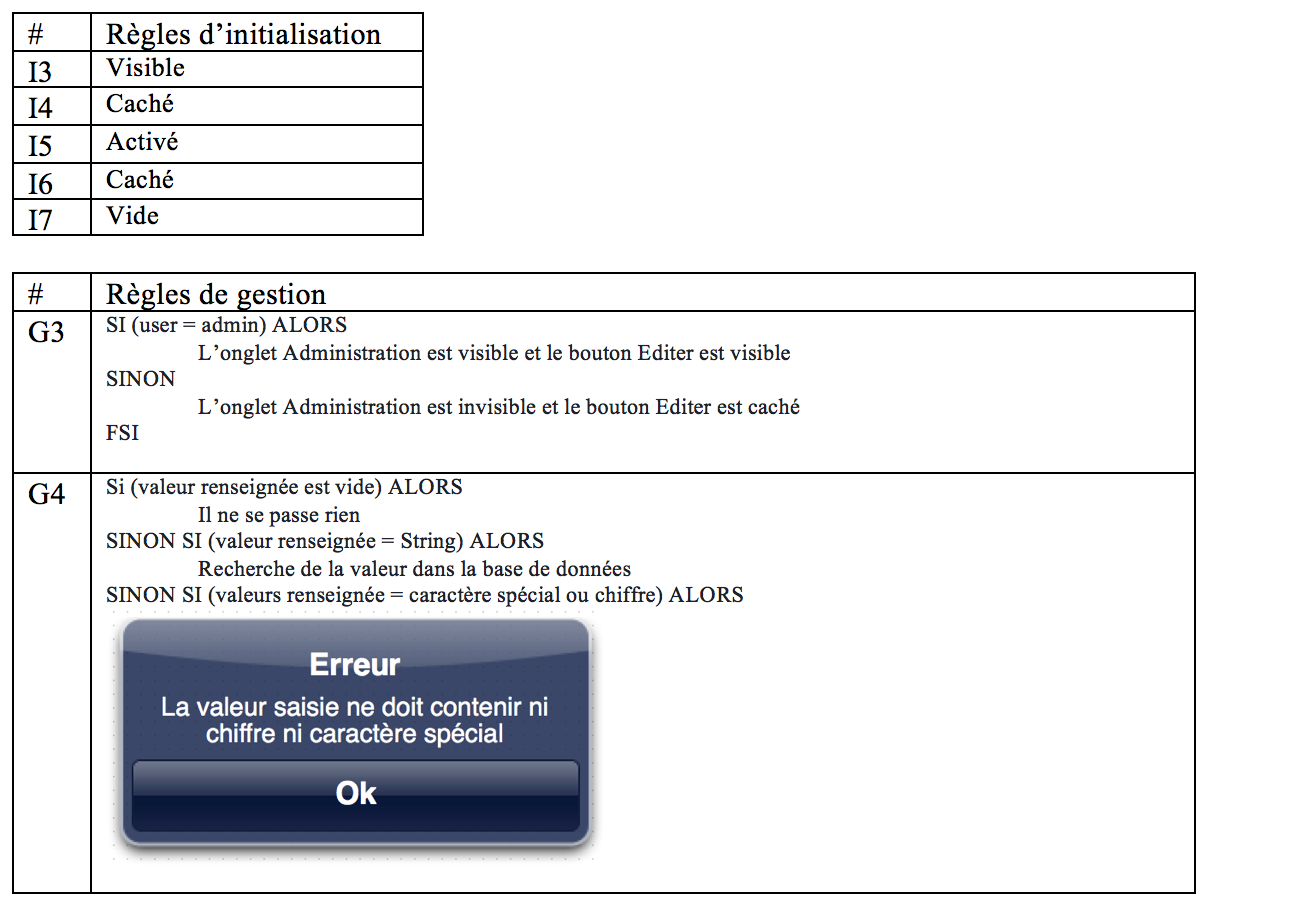 # Règles d’initialisation
I3 Visible
I4 Caché
I5 Activé
I6 Caché
I7 Vide
# Règles de gestion
G3 SI (user = admin) ALORS
L’onglet Administration est visible et le bouton Editer est visible
SINON
L’onglet Administration est invisible et le bouton Editer est caché
FSI
G4 Si (valeur renseignée est vide) ALORS
Il ne se passe rien
SINON SI (valeur renseignée = String) ALORS
Recherche de la valeur dans la base de données
SINON SI (valeurs renseignée = caractère spécial ou chiffre) ALORS
Erreur
La valeur saisie ne doit contenir ni
chiffre ni caractère spécial
Ok